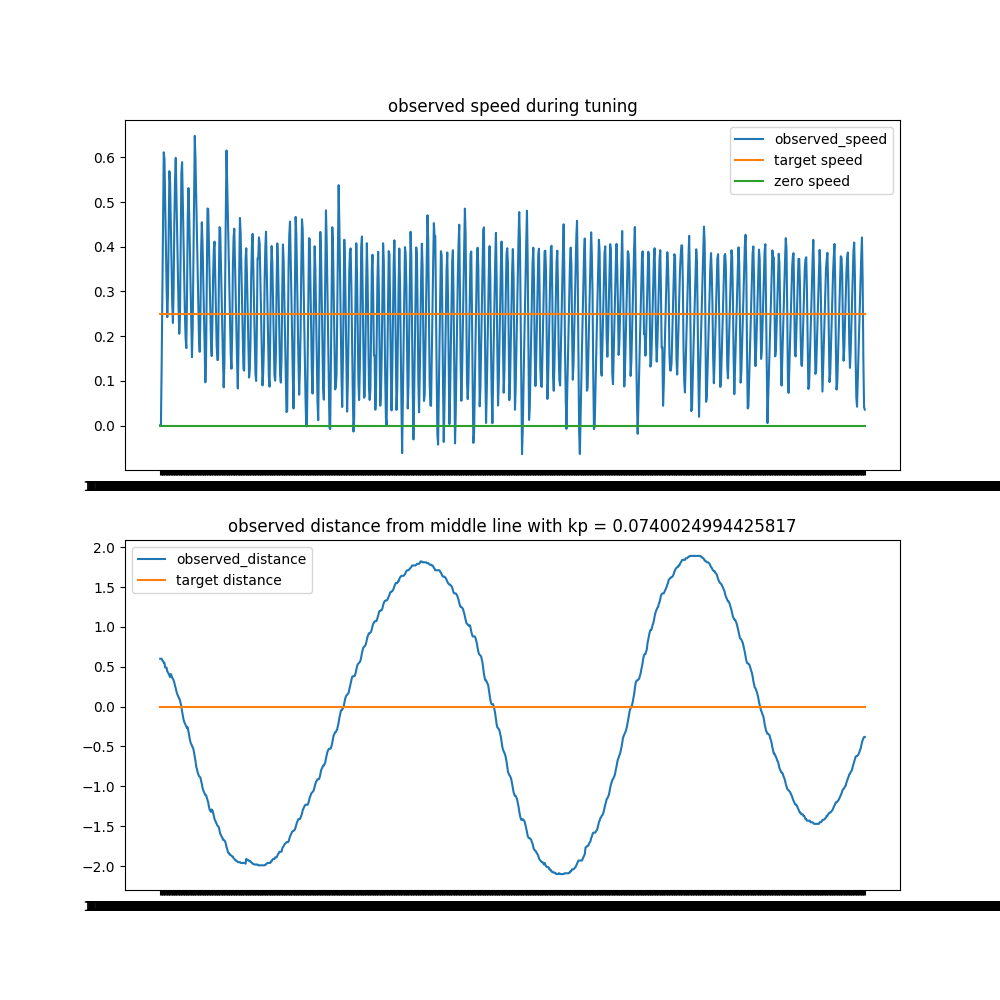 observed speed during tuning
observed_speed
target speed
zero speed
0.6
0.5
0.4
0.3
0.2
0.1
0.0
observed distance from middle line with kp = 0.0740024994425817
observed_distance
target distance
2.0
1.5
1.0
0.5
0.0
−0.5
−1.0
−1.5
−2.0